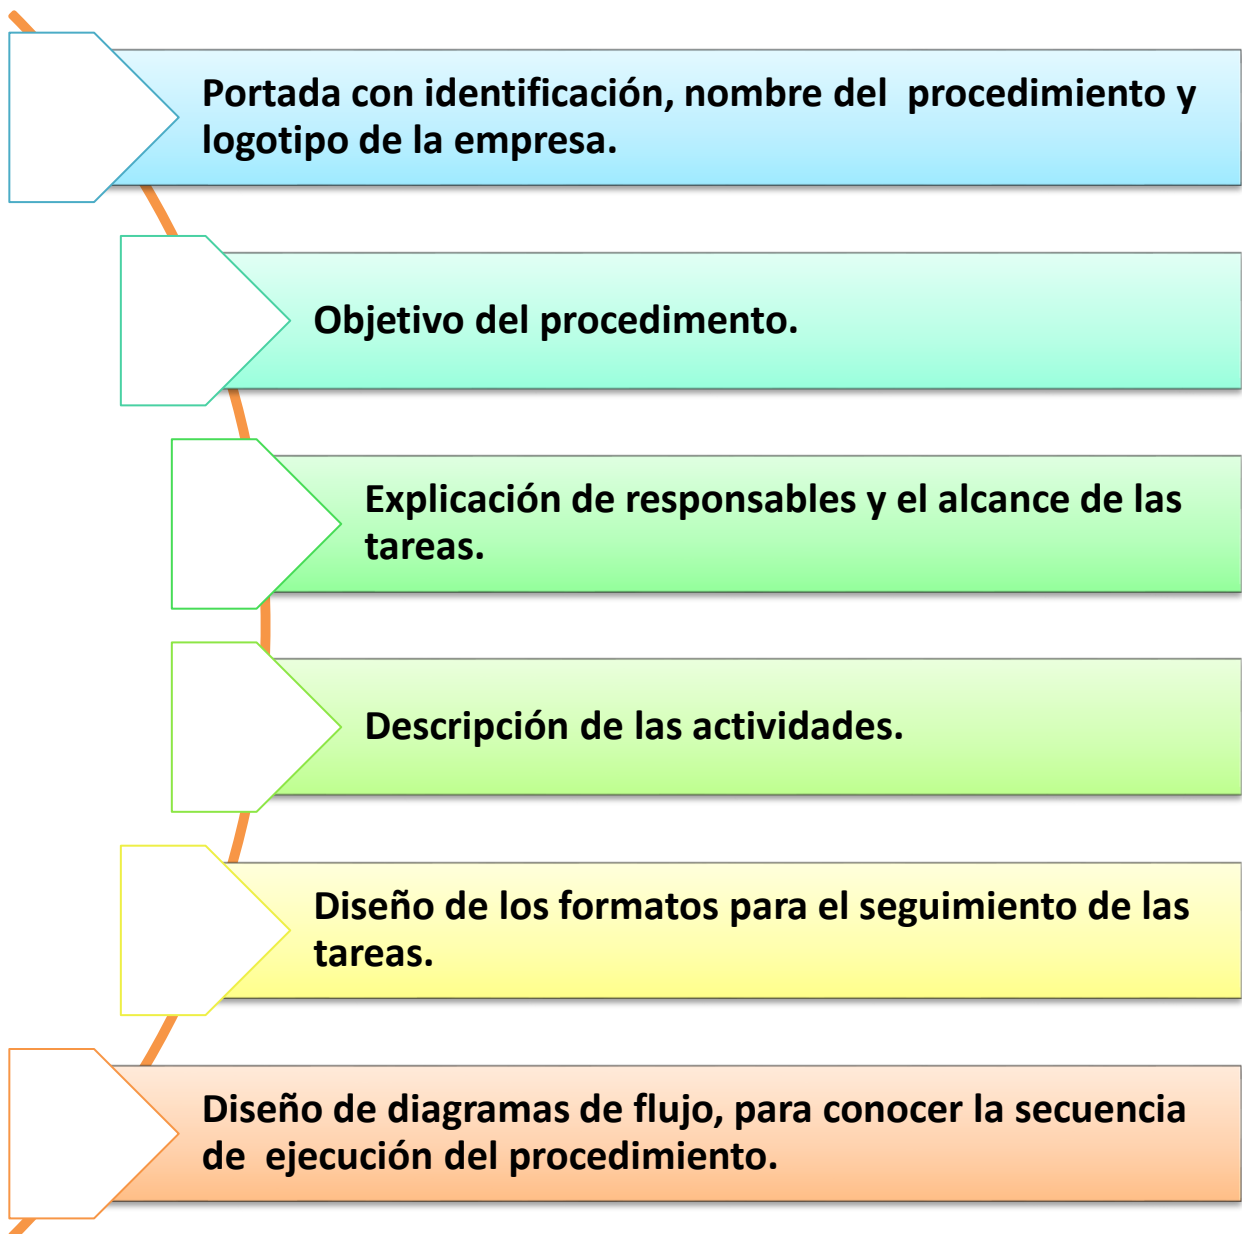 Portada con identificación, nombre del  procedimiento y
logotipo de la empresa.
Objetivo del procedimento.
Explicación de responsables y el alcance de las
tareas.
Descripción de las actividades.
Diseño de los formatos para el seguimiento de las
tareas.
Diseño de diagramas de flujo, para conocer la secuencia
de  ejecución del procedimiento.